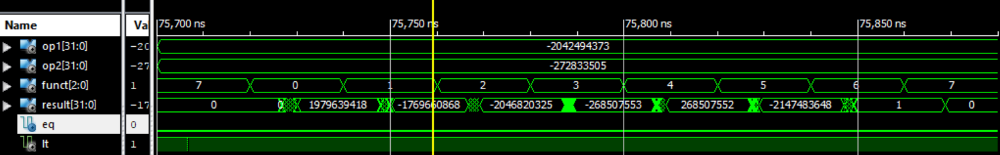 Name Va 75,700 ns 75,750 ns 75,800 ns 75,850 ns
op1[31:0] -20 -2042494373
op2[31:0] -27 -272833505
funct[2:0] 1 7 0 1 2 3 4 5 6 7
result[31:0] -17 0 0 1979639418 -1769660868 -2046820325 -268507553 268507552 -2147483648 1 0
eq 0
lt 1